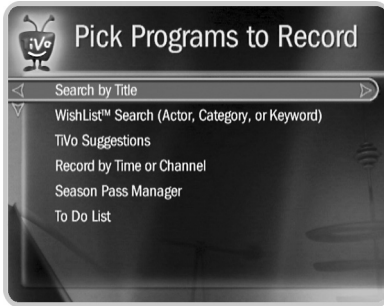 TiVo
Pick Programs to Record
Search by Title
WishList™ Search (Actor, Category, or Keyword)
TiVo Suggestions
Record by Time or Channel
Season Pass Manager
To Do List